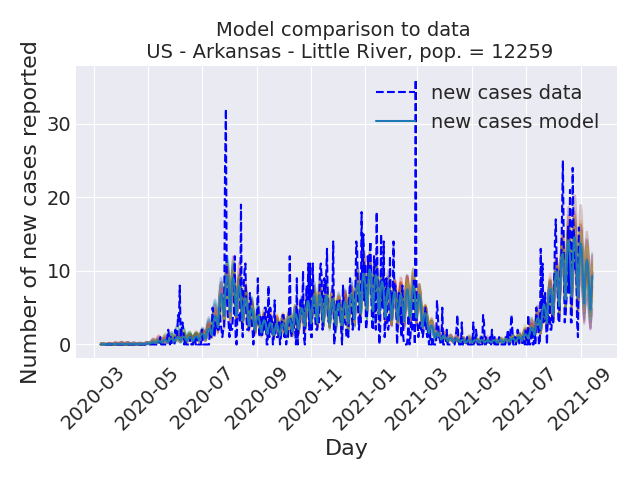 Model comparison to data
US - Arkansas - Little River, pop. = 12259
Number of new cases reported
30
20
10
0
new cases data
new cases model
2020-03
2020-05
2020-07
2020-09
2020-11
2021-01
2021-03
2021-05
2021-07
2021-09
Day